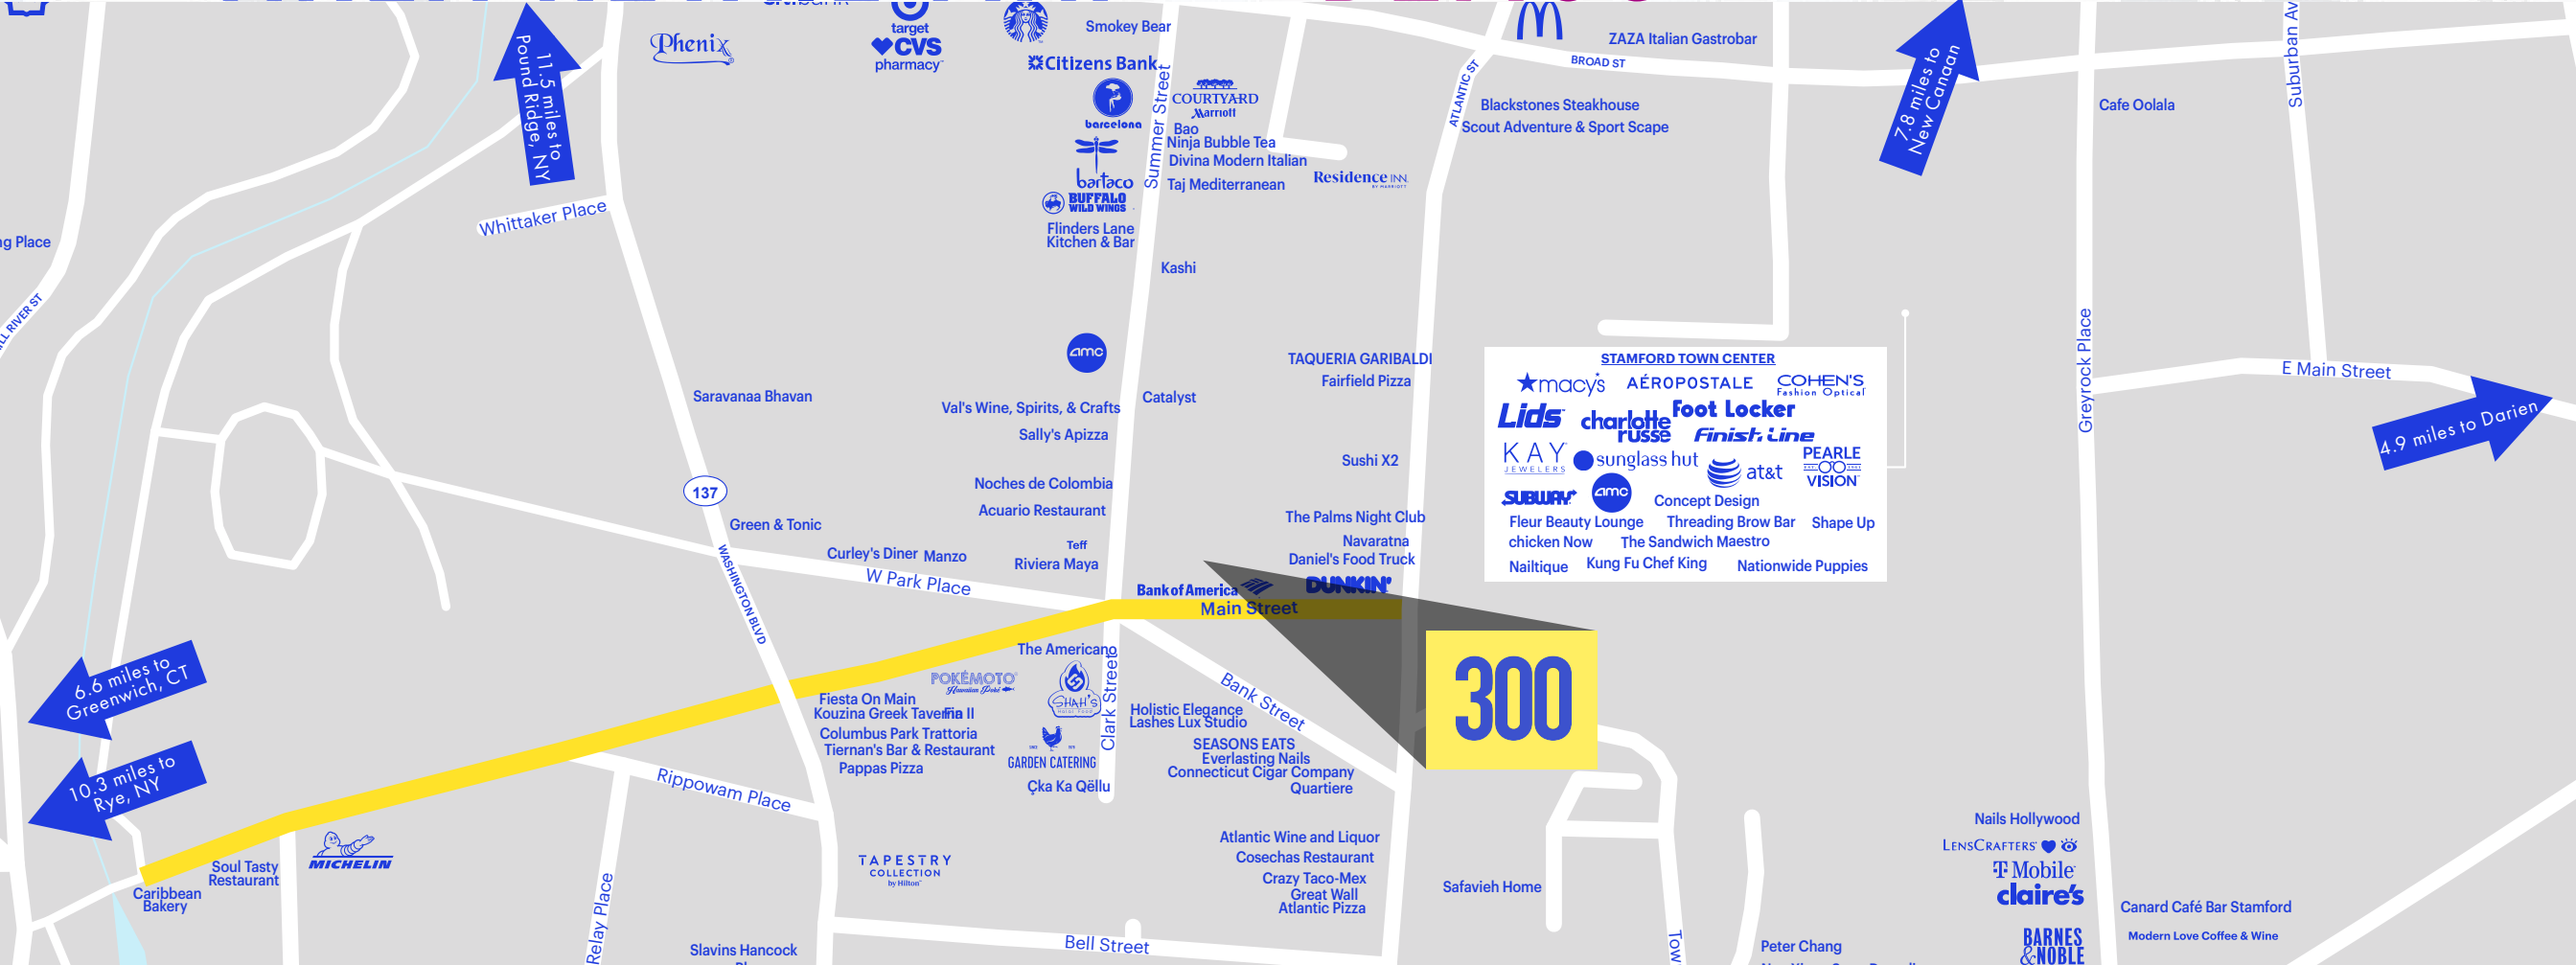 Smokey Bear
target
CVS
pharmacy
Phenix
Citizens Bank
barcelona
COURTYARD
Marriott
Bao
Ninja Bubble Tea
Divina Modern Italian
Taj Mediterranean
bartaco
BUFFALO
WILD WINGS
Flinders Lane
Kitchen & Bar
Kashi
Summer Street
Residence INN.
BY MARRIOTT
ATLANTIC ST
BROAD ST
ZAZA Italian Gastrobar
Blackstones Steakhouse
Scout Adventure & Sport Scape
7.8 miles to
New Canaan
Cafe Oolala
Suburban Av
11.5 miles to
Pound Ridge, NY
Whittaker Place
ng Place
LL RIVER ST
amc
Saravanaa Bhavan
Val's Wine, Spirits, & Crafts
Catalyst
Sally's Apizza
TAQUERIA GARIBALDI
Fairfield Pizza
Sushi X2
Noches de Colombia
Acuario Restaurant
137
Green & Tonic
Curley's Diner
Manzo
Teff
Riviera Maya
W Park Place
WASHINGTON BLVD
The Palms Night Club
Navaratna
Daniel's Food Truck
Bank of America
DUNKIN'
Main Street
STAMFORD TOWN CENTER
macy's
AÉROPOSTALE
COHEN'S
Fashion Optical
Lids
charlotte
russe
Foot Locker
Finish Line
KAY
JEWELERS
sunglass hut
at&t
PEARLE
VISION
SUBWAY
amc
Concept Design
Fleur Beauty Lounge
Threading Brow Bar
Shape Up
chicken Now
The Sandwich Maestro
Nailtique
Kung Fu Chef King
Nationwide Puppies
Greyrock Place
E Main Street
4.9 miles to Darien
300
6.6 miles to
Greenwich, CT
10.3 miles to
Rye, NY
The Americano
POKÉMOTO
Hawaiian Poké
SHAH'S
Halal Food
Clark Street
Bank Street
Fiesta On Main
Kouzina Greek Taverna
Fin II
Columbus Park Trattoria
Tiernan's Bar & Restaurant
Pappas Pizza
GARDEN CATERING
Çka Ka Qëllu
Holistic Elegance
Lashes Lux Studio
SEASONS EATS
Everlasting Nails
Connecticut Cigar Company
Quartiere
Rippowam Place
Relay Place
MICHELIN
Soul Tasty
Restaurant
Caribbean
Bakery
TAPESTRY
COLLECTION
by Hilton
Atlantic Wine and Liquor
Cosechas Restaurant
Crazy Taco-Mex
Great Wall
Atlantic Pizza
Safavieh Home
Slavins Hancock
Bell Street
Tow
Peter Chang
Nails Hollywood
LENSCRAFTERS
T Mobile
claire's
BARNES
&NOBLE
Canard Café Bar Stamford
Modern Love Coffee & Wine